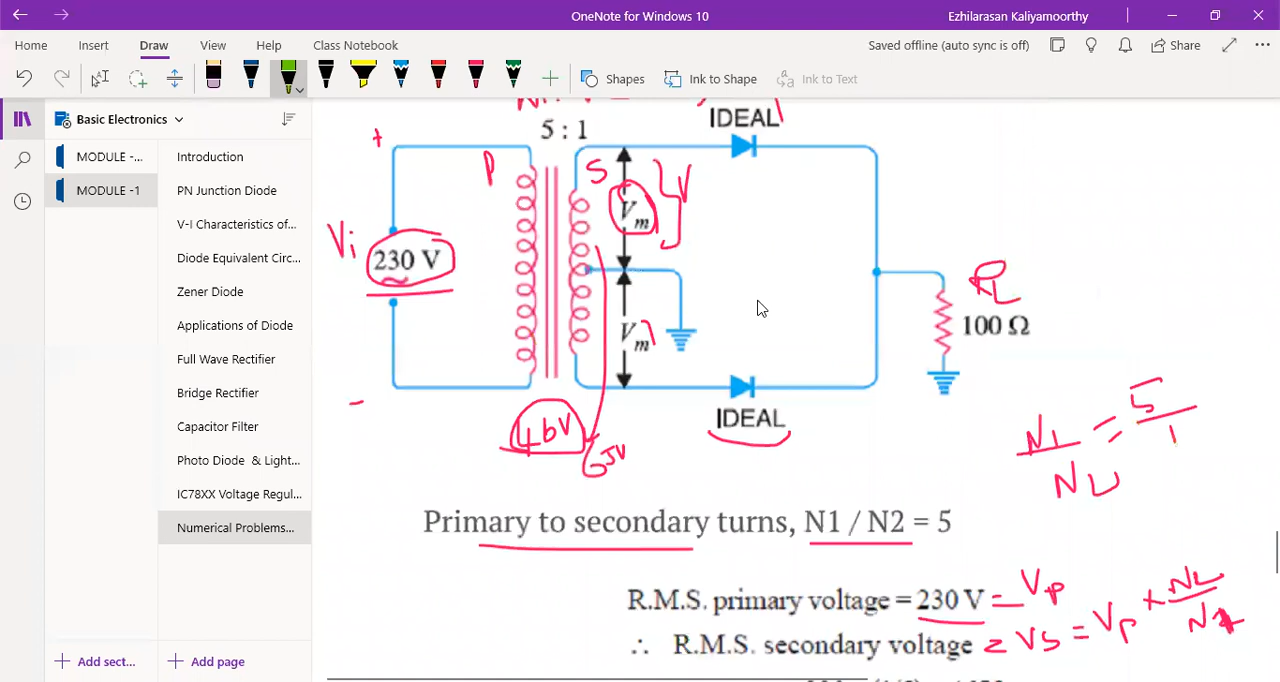 OneNote for Windows 10
Ezhilarasan Kaliyamoorthy
Home Insert Draw View Help Class Notebook
Saved offline (auto sync is off) Share
Shapes Ink to Shape Ink to Text
Basic Electronics
MODULE -...
MODULE -1
Introduction
PN Junction Diode
V-I Characteristics of
Diode Equivalent Circ...
Zener Diode
Applications of Diode
Full Wave Rectifier
Bridge Rectifier
Capacitor Filter
Photo Diode & Light...
IC78XX Voltage Regul...
Numerical Problems...
Add sect...
Add page
5 : 1
IDEAL
+
P
S
Vm
V
Vi
230 V
RL
100 Ω
Vm
-
46V
IDEAL
65V
N1/N2 = 5/1
Primary to secondary turns, N1 / N2 = 5
R.M.S. primary voltage = 230 V = Vp
∴ R.M.S. secondary voltage = Vs = Vp × N2/N1